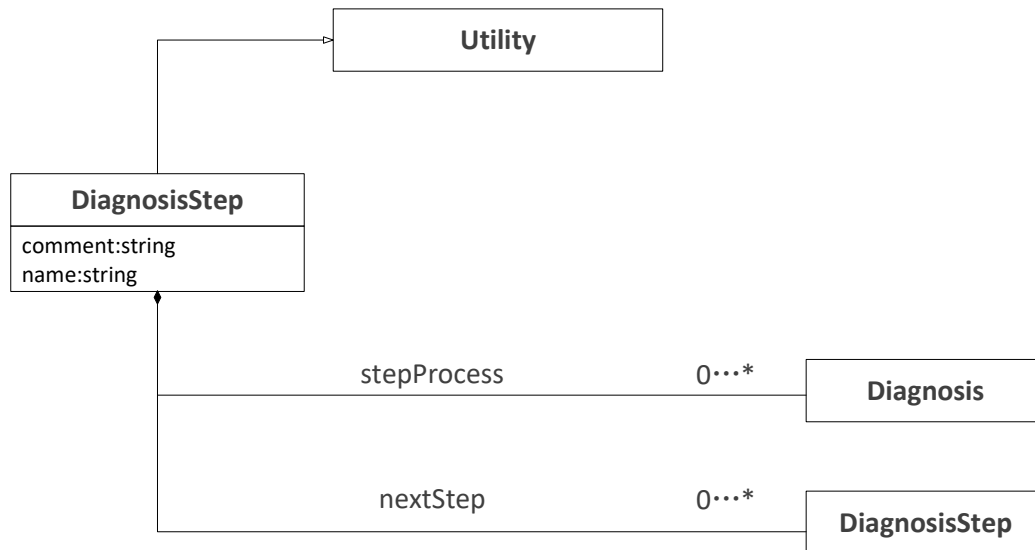 Utility
DiagnosisStep
comment:string
name:string
stepProcess 0···*
Diagnosis
nextStep 0···*
DiagnosisStep